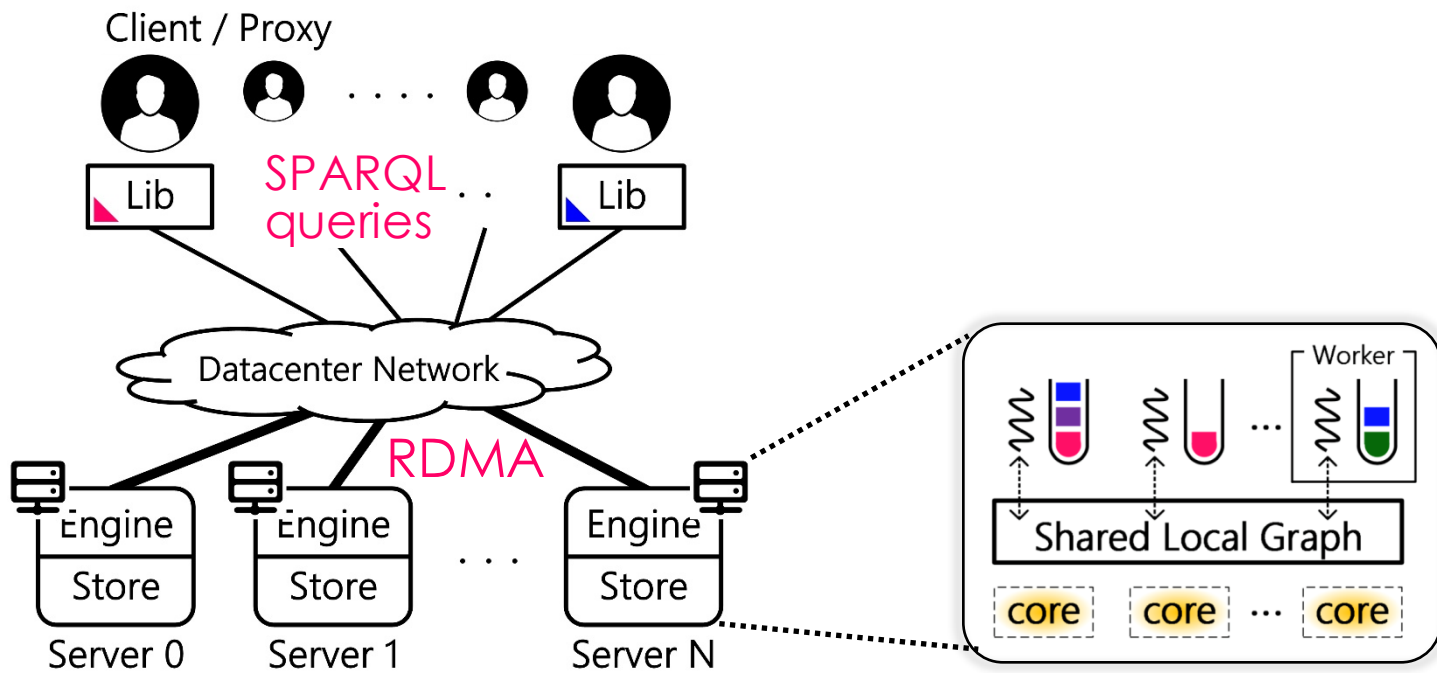 Client / Proxy
. . . .
Lib
SPARQL
queries
. .
Lib
Datacenter Network
RDMA
Engine
Store
Server 0
Engine
Store
Server 1
. . .
Engine
Store
Server N
Worker
...
Shared Local Graph
core
core
...
core